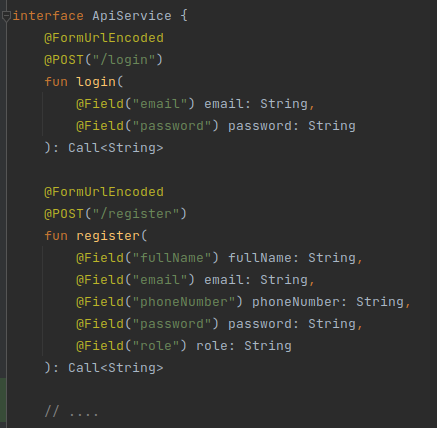 interface ApiService {
    @FormUrlEncoded
    @POST("/login")
    fun login(
        @Field("email") email: String,
        @Field("password") password: String
    ): Call<String>

    @FormUrlEncoded
    @POST("/register")
    fun register(
        @Field("fullName") fullName: String,
        @Field("email") email: String,
        @Field("phoneNumber") phoneNumber: String,
        @Field("password") password: String,
        @Field("role") role: String
    ): Call<String>

    // ....